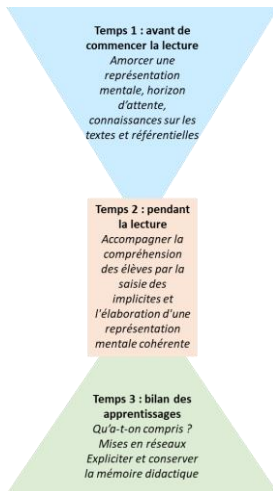 Temps 1 : avant de
commencer la lecture
Amorcer une
représentation
mentale, horizon
d'attente,
connaissances sur les
textes et référentielles
Temps 2 : pendant
la lecture
Accompagner la
compréhension
des élèves par la
saisie des
implicites et
l'élaboration d'une
représentation
mentale cohérente
Temps 3 : bilan des
apprentissages
Qu'a-t-on compris ?
Mises en réseaux
Expliciter et conserver
la mémoire didactique